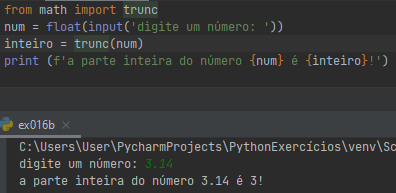 from math import trunc
num = float(input('digite um número: '))
inteiro = trunc(num)
print (f'a parte inteira do número {num} é {inteiro}!')
ex016b ×
C:\Users\User\PycharmProjects\PythonExercícios\venv\Sc
digite um número: 3.14
a parte inteira do número 3.14 é 3!